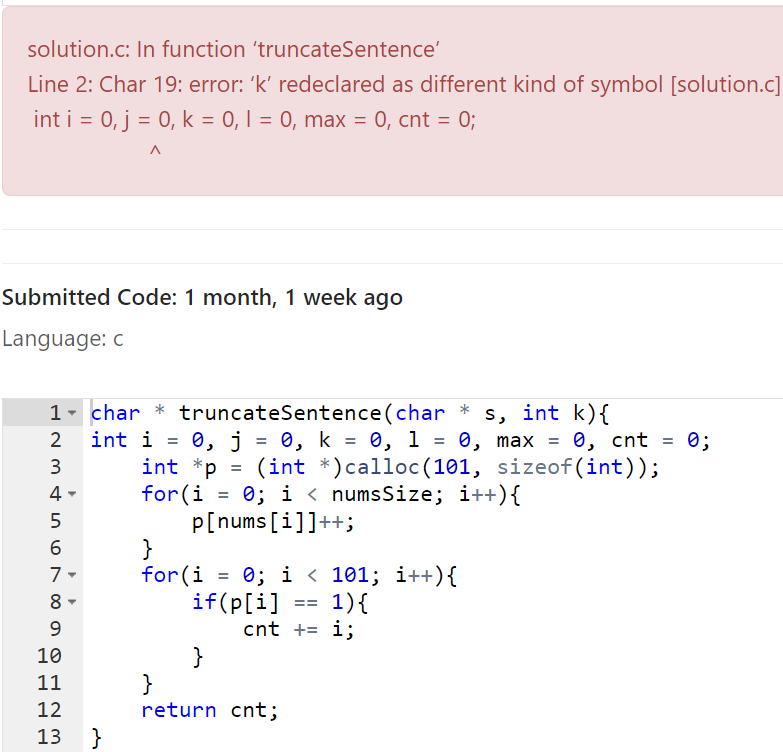 solution.c: In function ‘truncateSentence’
Line 2: Char 19: error: ‘k’ redeclared as different kind of symbol [solution.c]
int i = 0, j = 0, k = 0, l = 0, max = 0, cnt = 0;
^
Submitted Code: 1 month, 1 week ago
Language: c
1 char * truncateSentence(char * s, int k){
2 int i = 0, j = 0, k = 0, l = 0, max = 0, cnt = 0;
3     int *p = (int *)calloc(101, sizeof(int));
4     for(i = 0; i < numsSize; i++){
5         p[nums[i]]++;
6     }
7     for(i = 0; i < 101; i++){
8         if(p[i] == 1){
9             cnt += i;
10         }
11     }
12     return cnt;
13 }